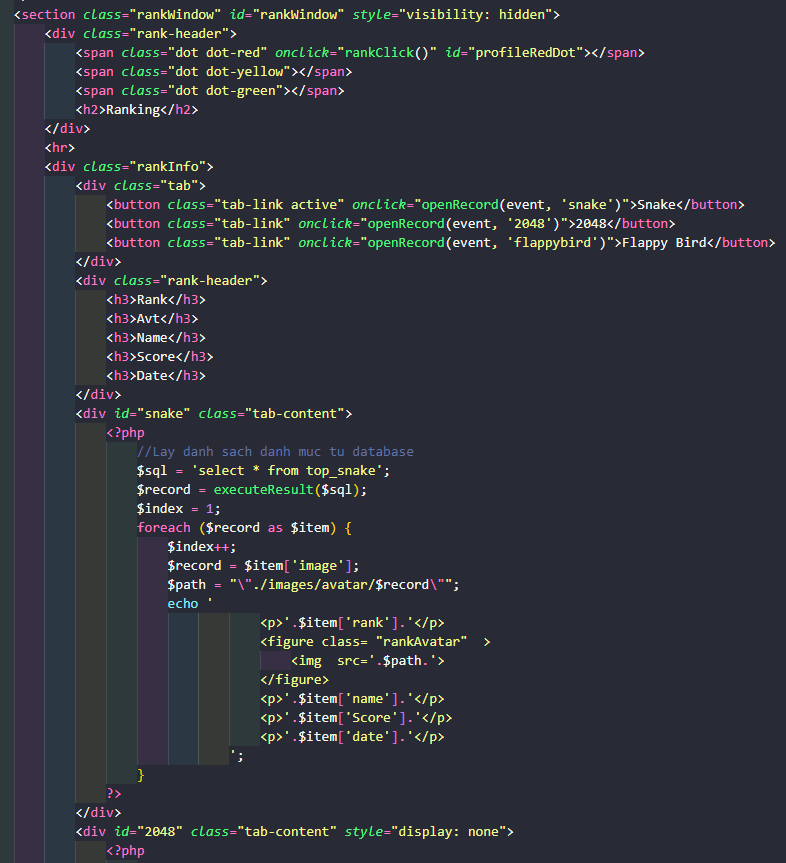 <section class="rankWindow" id="rankWindow" style="visibility: hidden">
<div class="rank-header">
<span class="dot dot-red" onclick="rankClick()" id="profileRedDot"></span>
<span class="dot dot-yellow"></span>
<span class="dot dot-green"></span>
<h2>Ranking</h2>
</div>
<hr>
<div class="rankInfo">
<div class="tab">
<button class="tab-link active" onclick="openRecord(event, 'snake')">Snake</button>
<button class="tab-link" onclick="openRecord(event, '2048')">2048</button>
<button class="tab-link" onclick="openRecord(event, 'flappybird')">Flappy Bird</button>
</div>
<div class="rank-header">
<h3>Rank</h3>
<h3>Avt</h3>
<h3>Name</h3>
<h3>Score</h3>
<h3>Date</h3>
</div>
<div id="snake" class="tab-content">
<?php
//Lay danh sach danh muc tu database
$sql = 'select * from top_snake';
$record = executeResult($sql);
$index = 1;
foreach ($record as $item) {
$index++;
$record = $item['image'];
$path = "\"./images/avatar/$record\"";
echo '
<p>'.$item['rank'].'</p>
<figure class= "rankAvatar"  >
<img  src='.$path.'>
</figure>
<p>'.$item['name'].'</p>
<p>'.$item['Score'].'</p>
<p>'.$item['date'].'</p>
';
}
?>
</div>
<div id="2048" class="tab-content" style="display: none">
<?php